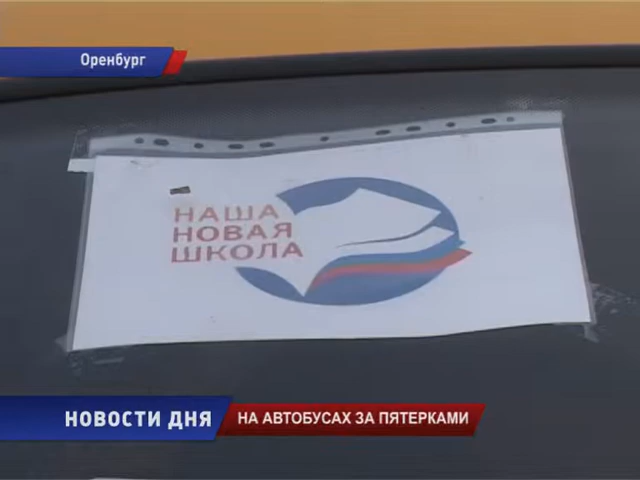 Оренбург
НАША
НОВАЯ
ШКОЛА
НОВОСТИ ДНЯ
НА АВТОБУСАХ ЗА ПЯТЕРКАМИ